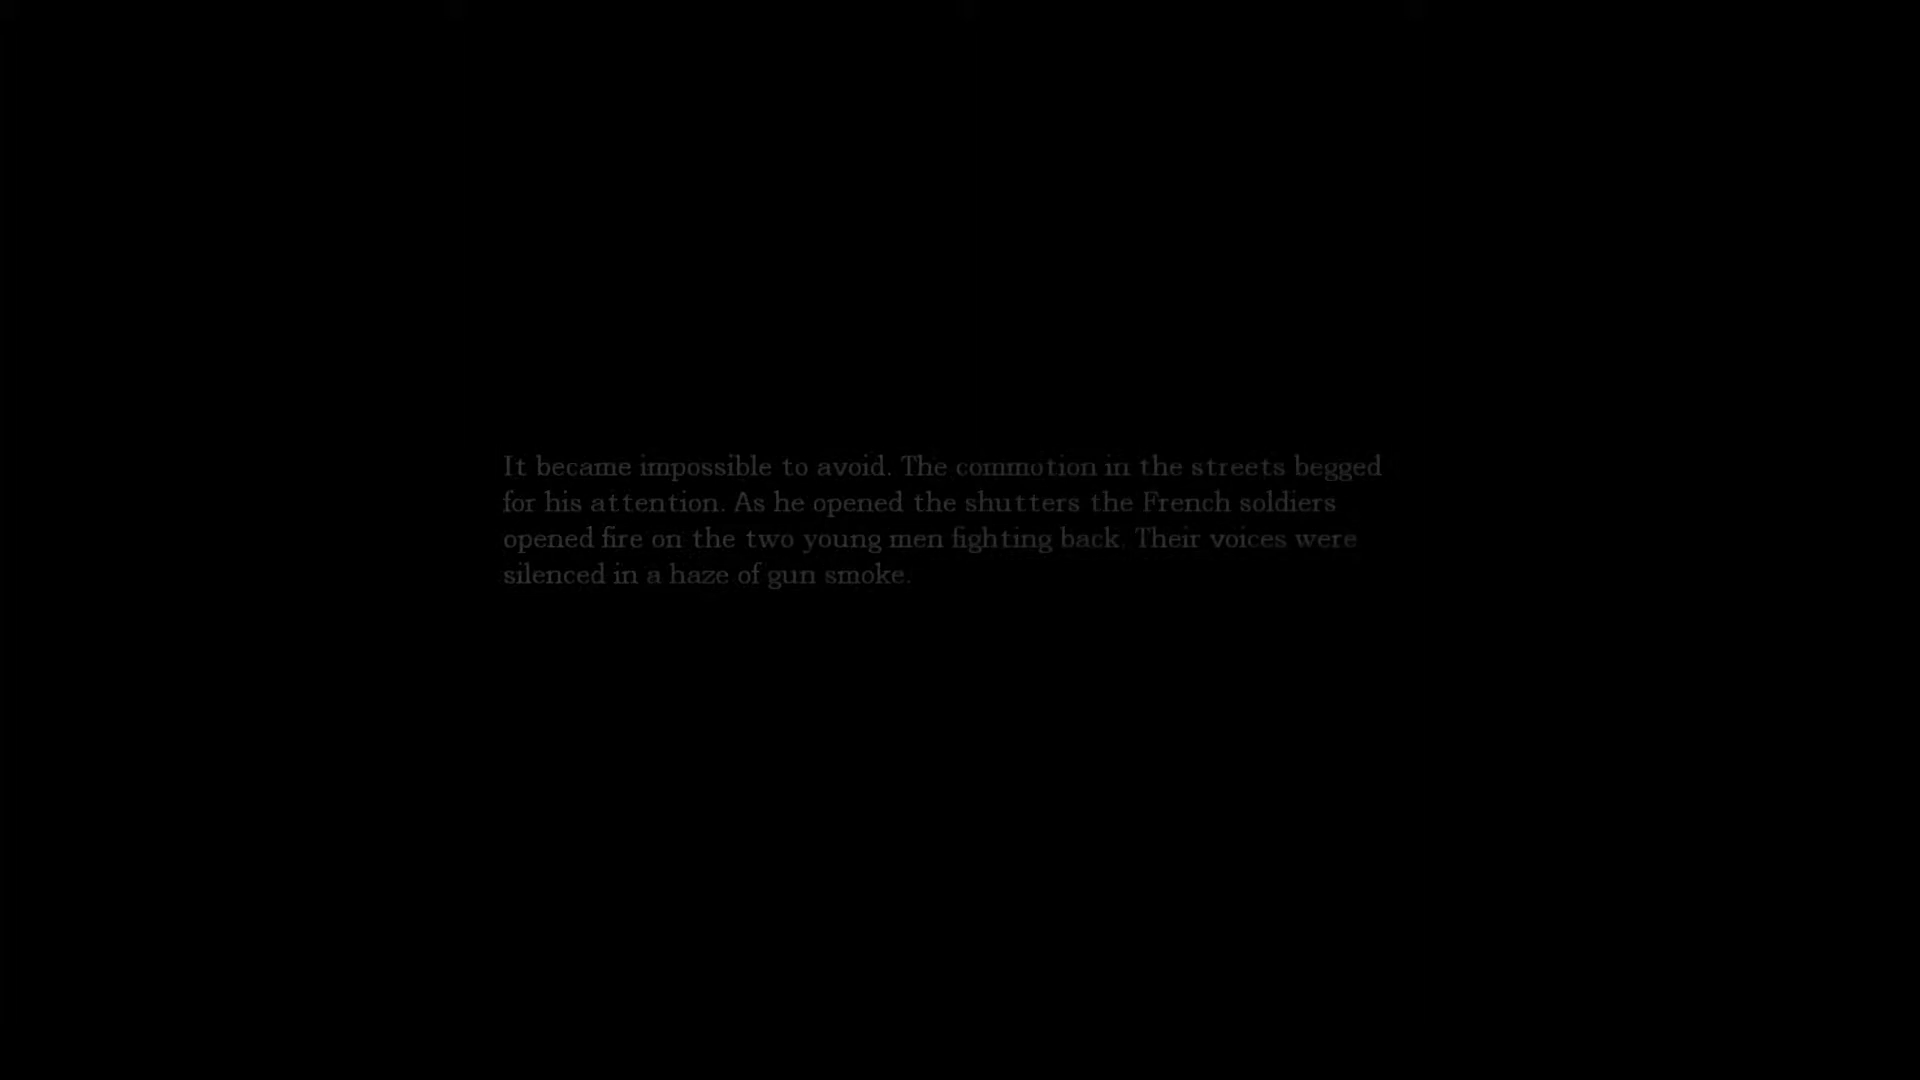 It became impossible to avoid. The commotion in the streets begged
for his attention. As he opened the shutters the French soldiers
opened fire on the two young men fighting back. Their voices were
silenced in a haze of gun smoke.